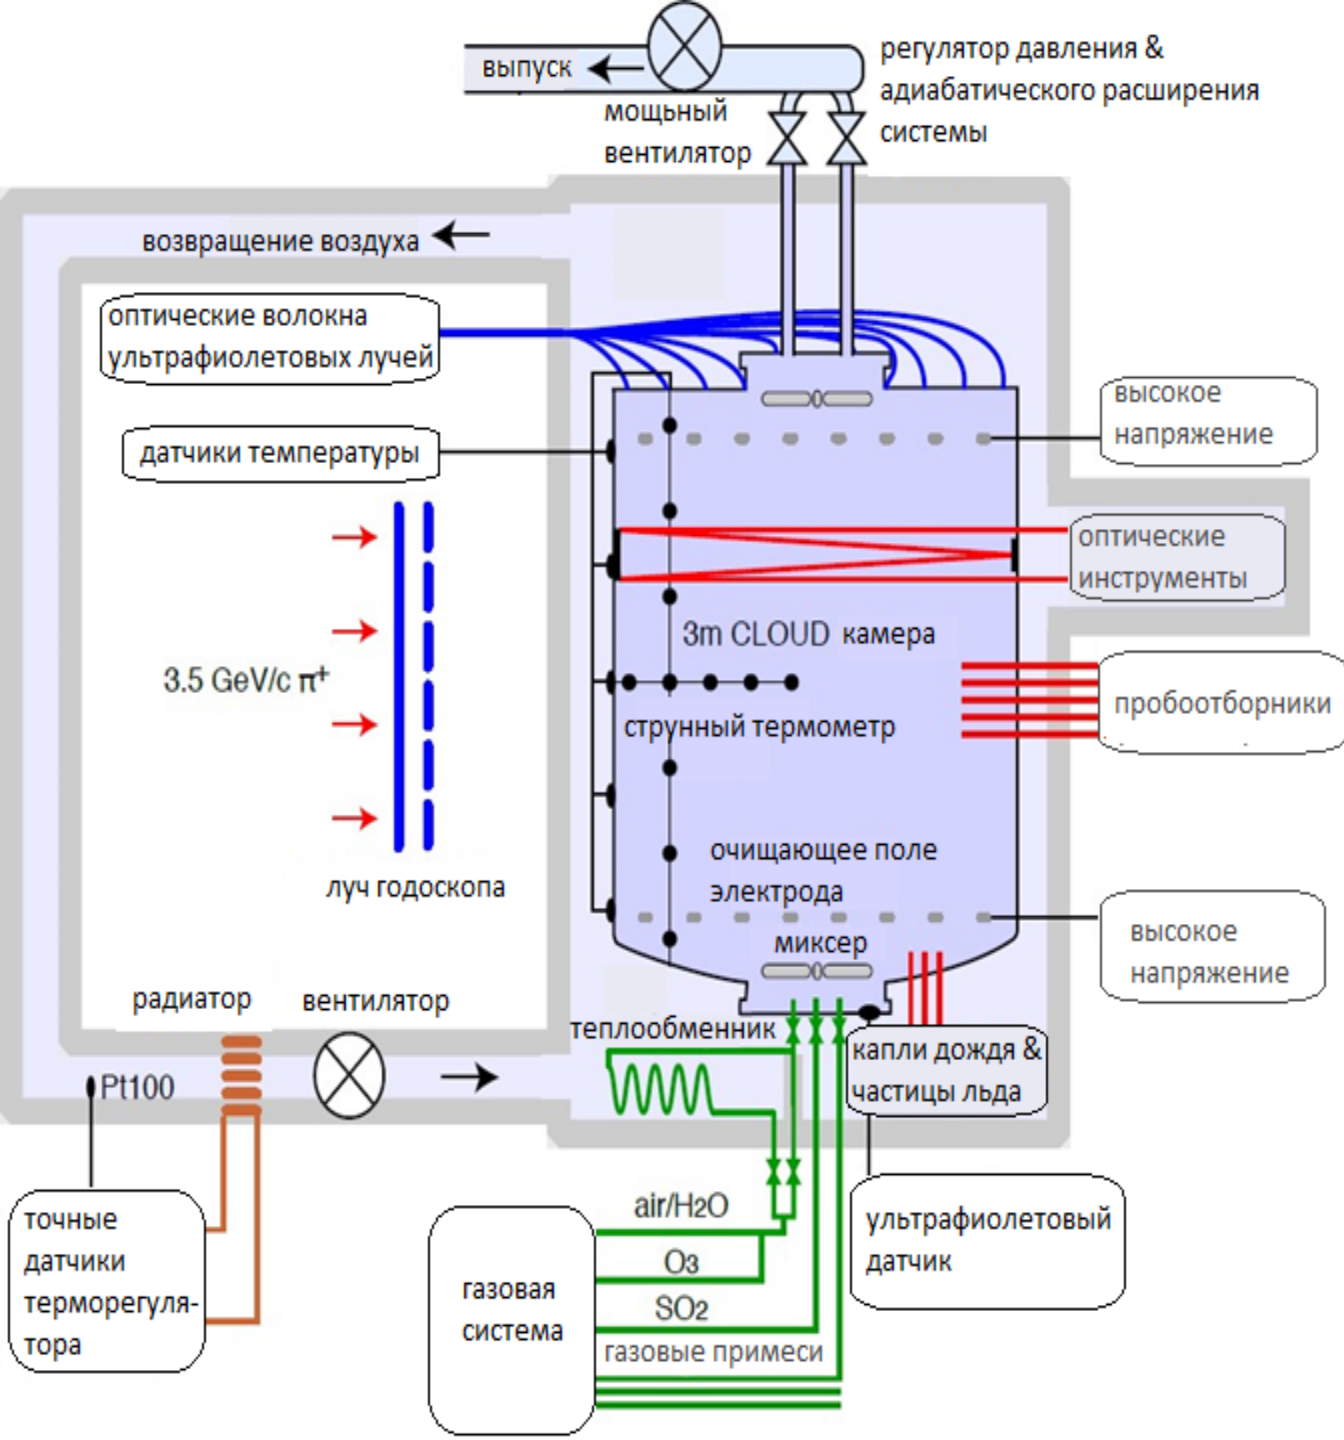 регулятор давления &
адиабатического расширения
системы
выпуск
мощьный
вентилятор
возвращение воздуха
оптические волокна
ультрафиолетовых лучей
высокое
напряжение
датчики температуры
оптические
инструменты
3m CLOUD камера
3.5 GeV/c π+
пробоотборники
струнный термометр
очищающее поле
электрода
луч годоскопа
миксер
высокое
напряжение
радиатор
вентилятор
теплообменник
капли дождя &
частицы льда
Pt100
точные
датчики
терморегуля-
тора
air/H2O
O3
SO2
газовые примеси
газовая
система
ультрафиолетовый
датчик